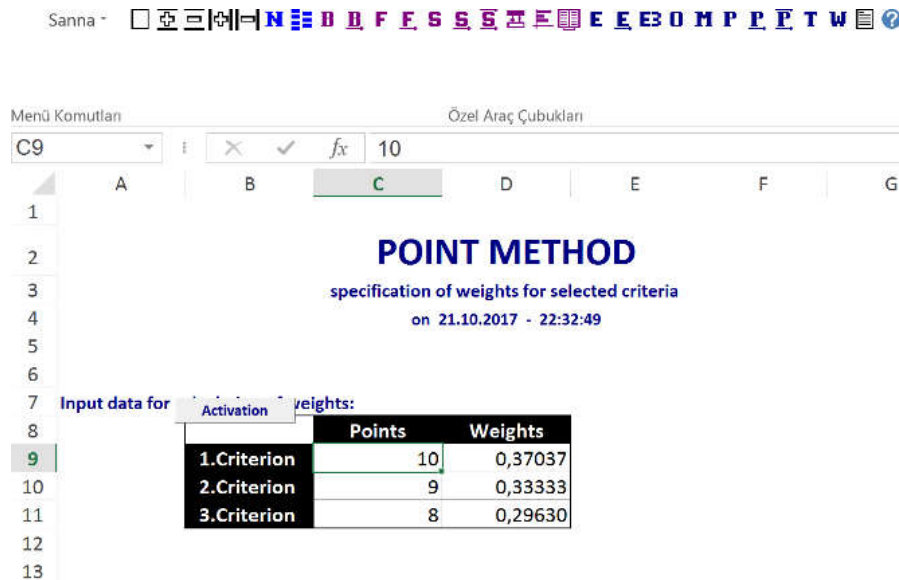 Sanna
N B B F F S S S E E E3 O M P P P T W
Menü Komutları Özel Araç Çubukları
C9 fx 10
A B C D E F G
1
2 POINT METHOD
3 specification of weights for selected criteria
4 on 21.10.2017 - 22:32:49
5
6
7 Input data for weights:
Activation
8 Points Weights
9 1.Criterion 10 0,37037
10 2.Criterion 9 0,33333
11 3.Criterion 8 0,29630
12
13